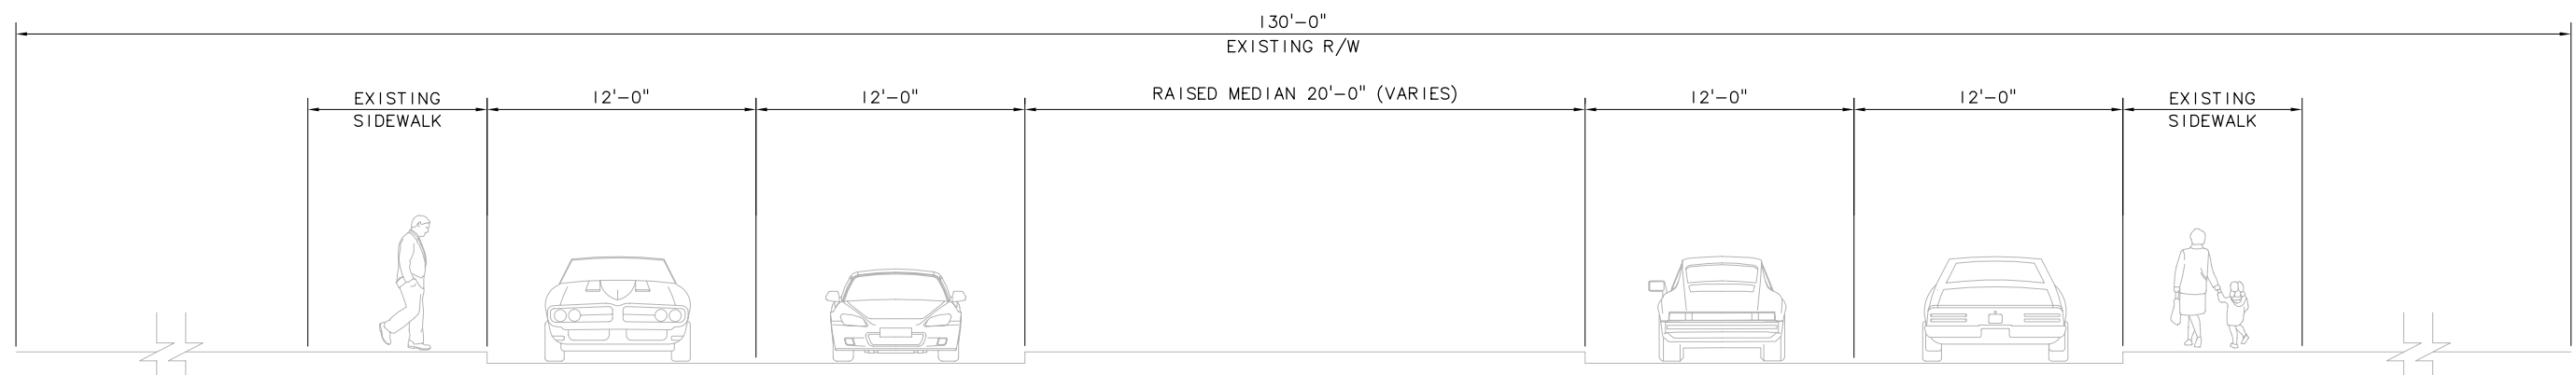 130'-0"
EXISTING R/W
EXISTING
SIDEWALK
12'-0"
12'-0"
RAISED MEDIAN 20'-0" (VARIES)
12'-0"
12'-0"
EXISTING
SIDEWALK